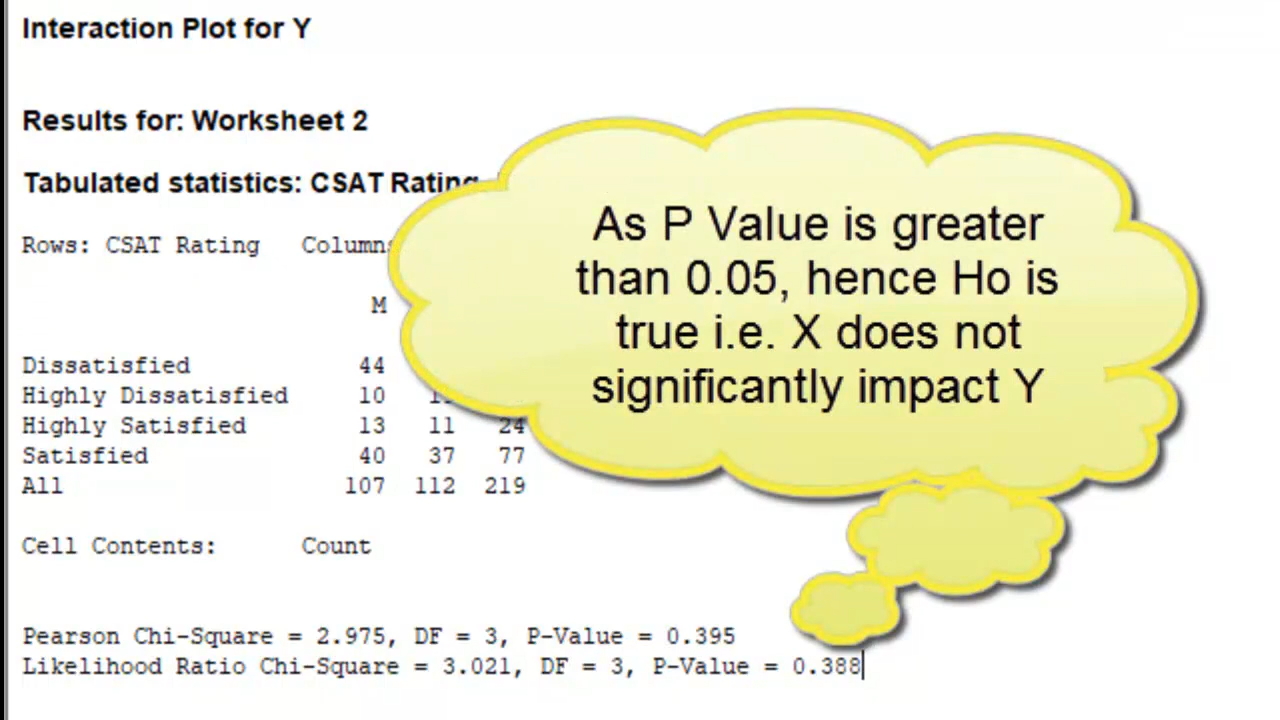 Interaction Plot for Y
Results for: Worksheet 2
Tabulated statistics: CSAT Rating
Rows: CSAT Rating Columns
M
Dissatisfied 44
Highly Dissatisfied 10
Highly Satisfied 13 11 24
Satisfied 40 37 77
All 107 112 219
Cell Contents: Count
Pearson Chi-Square = 2.975, DF = 3, P-Value = 0.395
Likelihood Ratio Chi-Square = 3.021, DF = 3, P-Value = 0.388
As P Value is greater
than 0.05, hence Ho is
true i.e. X does not
significantly impact Y